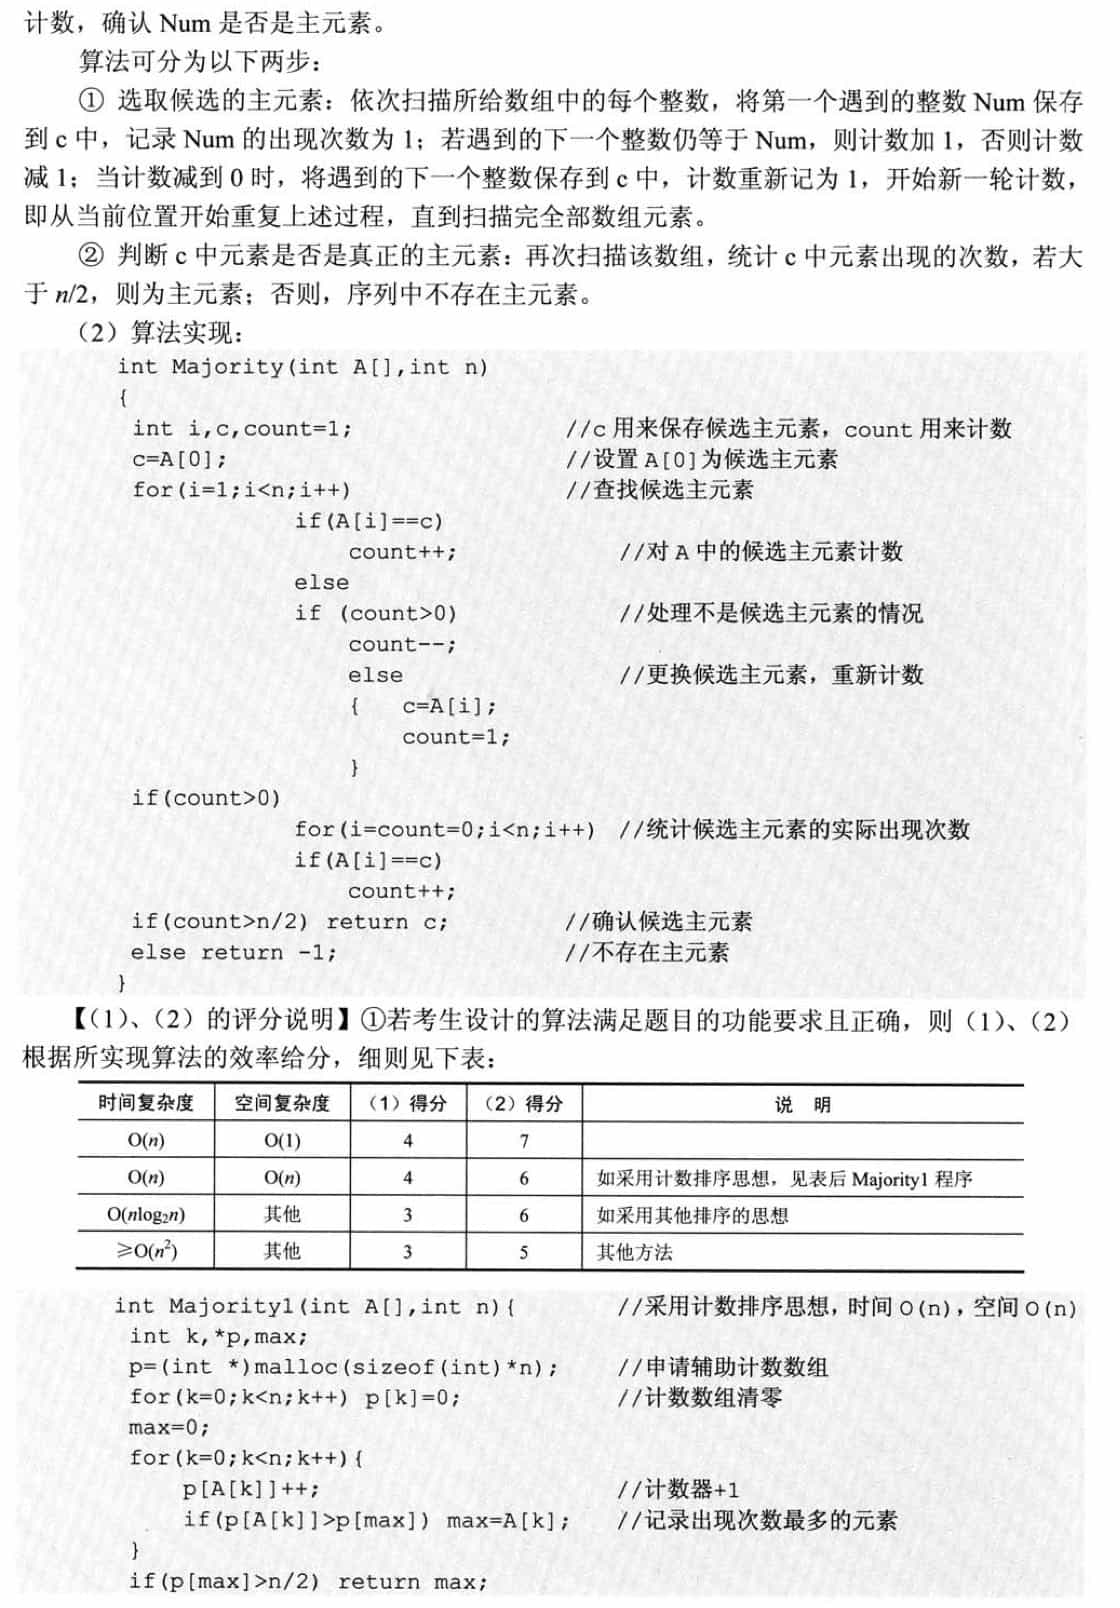 计数，确认 Num 是否是主元素。
算法可分为以下两步：
① 选取候选的主元素：依次扫描所给数组中的每个整数，将第一个遇到的整数 Num 保存
到 c 中，记录 Num 的出现次数为 1；若遇到的下一个整数仍等于 Num，则计数加 1，否则计数
减 1；当计数减到 0 时，将遇到的下一个整数保存到 c 中，计数重新记为 1，开始新一轮计数，
即从当前位置开始重复上述过程，直到扫描完全部数组元素。
② 判断 c 中元素是否是真正的主元素：再次扫描该数组，统计 c 中元素出现的次数，若大
于 n/2，则为主元素；否则，序列中不存在主元素。
（2）算法实现：
int Majority(int A[],int n)
{
int i,c,count=1; //c 用来保存候选主元素，count 用来计数
c=A[0]; //设置 A[0]为候选主元素
for(i=1;i<n;i++) //查找候选主元素
if(A[i]==c)
count++; //对 A 中的候选主元素计数
else
if (count>0) //处理不是候选主元素的情况
count--;
else //更换候选主元素，重新计数
{ c=A[i];
count=1;
}
if(count>0)
for(i=count=0;i<n;i++) //统计候选主元素的实际出现次数
if(A[i]==c)
count++;
if(count>n/2) return c; //确认候选主元素
else return -1; //不存在主元素
}
【（1）、（2）的评分说明】①若考生设计的算法满足题目的功能要求且正确，则（1）、（2）
根据所实现算法的效率给分，细则见下表：
时间复杂度 空间复杂度 （1）得分 （2）得分 说 明
O(n) O(1) 4 7
O(n) O(n) 4 6 如采用计数排序思想，见表后 Majority1 程序
O(nlog₂n) 其他 3 6 如采用其他排序的思想
≥O(n²) 其他 3 5 其他方法
int Majority1(int A[],int n){ //采用计数排序思想，时间 O(n)，空间 O(n)
int k,*p,max;
p=(int *)malloc(sizeof(int)*n); //申请辅助计数数组
for(k=0;k<n;k++) p[k]=0; //计数数组清零
max=0;
for(k=0;k<n;k++){
p[A[k]]++; //计数器+1
if(p[A[k]]>p[max]) max=A[k]; //记录出现次数最多的元素
}
if(p[max]>n/2) return max;